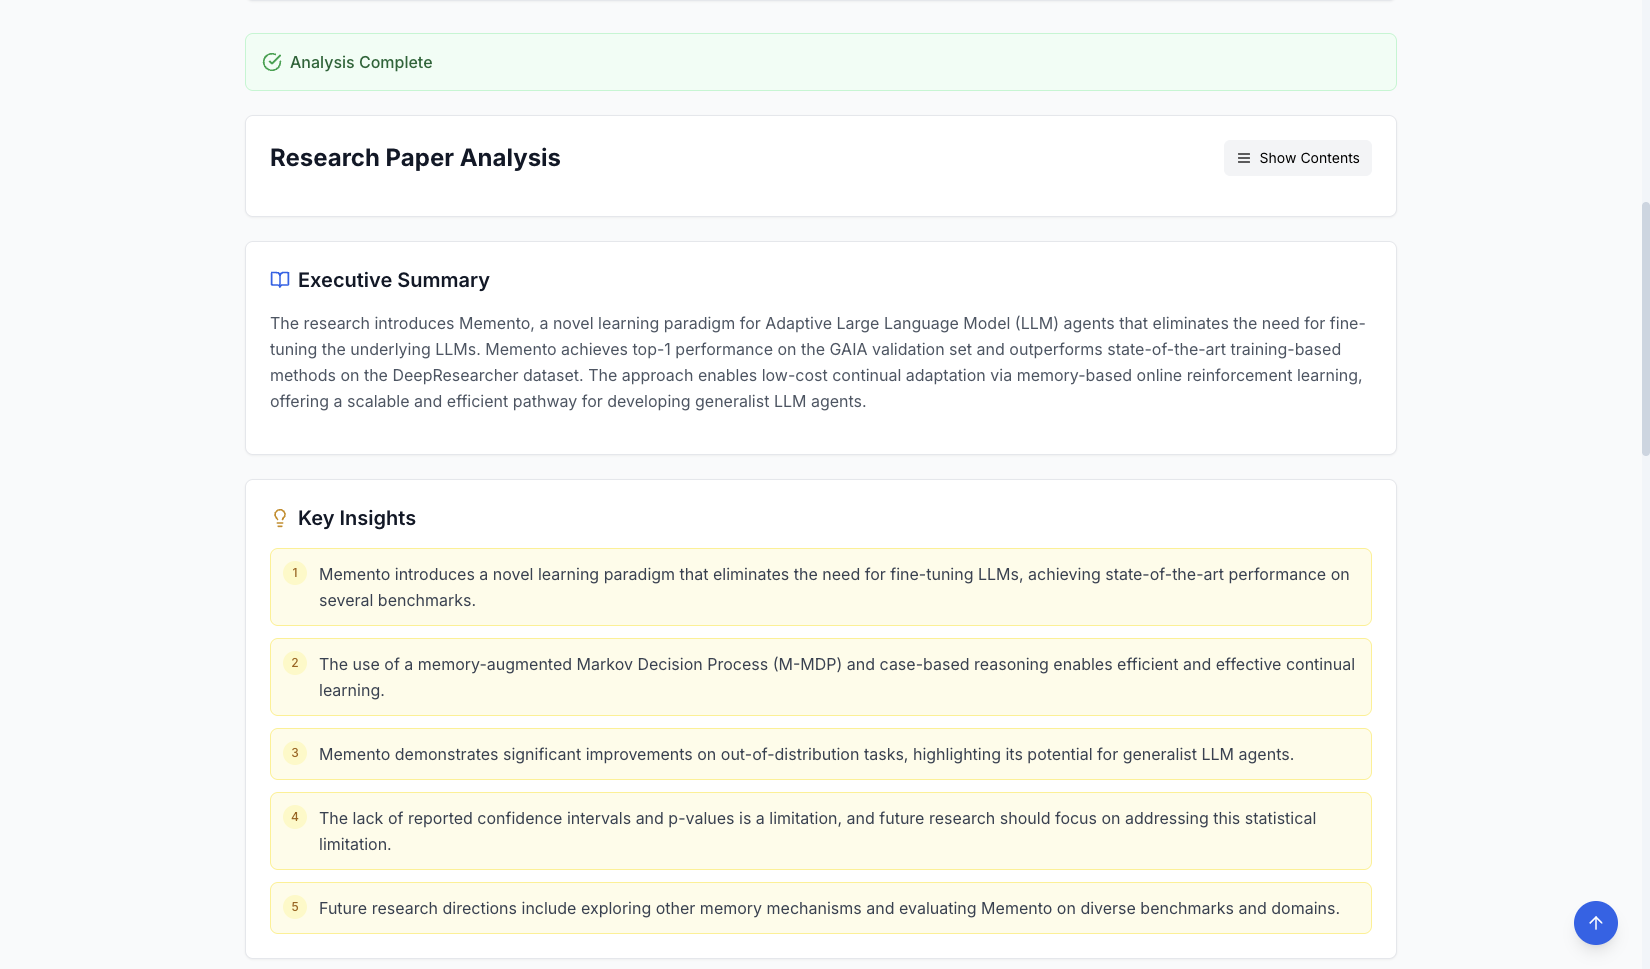 Analysis Complete
Research Paper Analysis
Show Contents
Executive Summary
The research introduces Memento, a novel learning paradigm for Adaptive Large Language Model (LLM) agents that eliminates the need for fine-
tuning the underlying LLMs. Memento achieves top-1 performance on the GAIA validation set and outperforms state-of-the-art training-based
methods on the DeepResearcher dataset. The approach enables low-cost continual adaptation via memory-based online reinforcement learning,
offering a scalable and efficient pathway for developing generalist LLM agents.
Key Insights
1 Memento introduces a novel learning paradigm that eliminates the need for fine-tuning LLMs, achieving state-of-the-art performance on
several benchmarks.
2 The use of a memory-augmented Markov Decision Process (M-MDP) and case-based reasoning enables efficient and effective continual
learning.
3 Memento demonstrates significant improvements on out-of-distribution tasks, highlighting its potential for generalist LLM agents.
4 The lack of reported confidence intervals and p-values is a limitation, and future research should focus on addressing this statistical
limitation.
5 Future research directions include exploring other memory mechanisms and evaluating Memento on diverse benchmarks and domains.